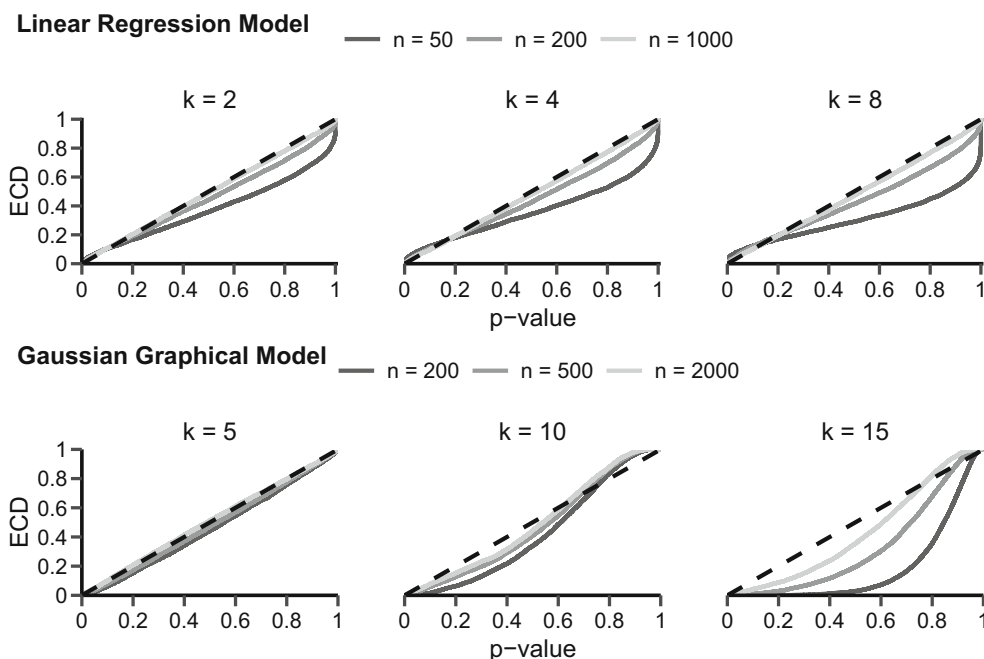 Linear Regression Model
n = 50 n = 200 n = 1000
k = 2 k = 4 k = 8
1
0.8
0.6
0.4
0.2
0
ECD
0 0.2 0.4 0.6 0.8 1 0 0.2 0.4 0.6 0.8 1 0 0.2 0.4 0.6 0.8 1
p−value
Gaussian Graphical Model
n = 200 n = 500 n = 2000
k = 5 k = 10 k = 15
1
0.8
0.6
0.4
0.2
0
ECD
0 0.2 0.4 0.6 0.8 1 0 0.2 0.4 0.6 0.8 1 0 0.2 0.4 0.6 0.8 1
p−value